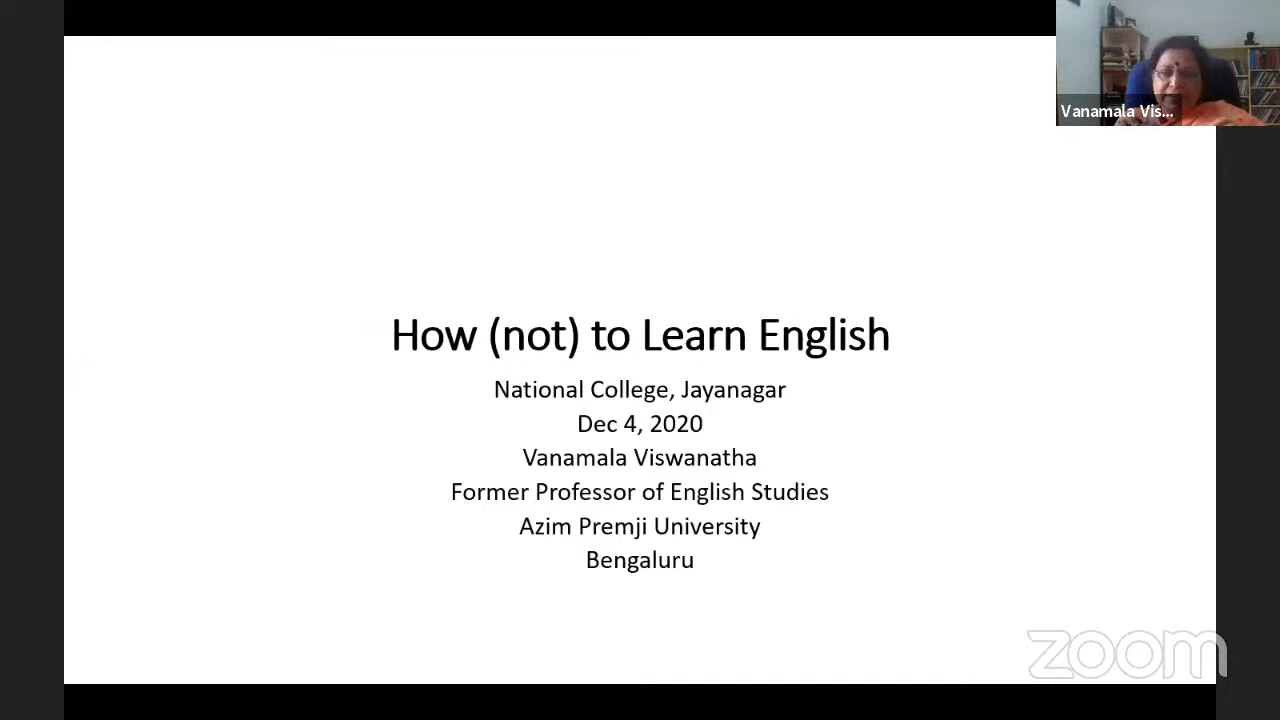 Vanamala Vis...
How (not) to Learn English
National College, Jayanagar
Dec 4, 2020
Vanamala Viswanatha
Former Professor of English Studies
Azim Premji University
Bengaluru
zoom